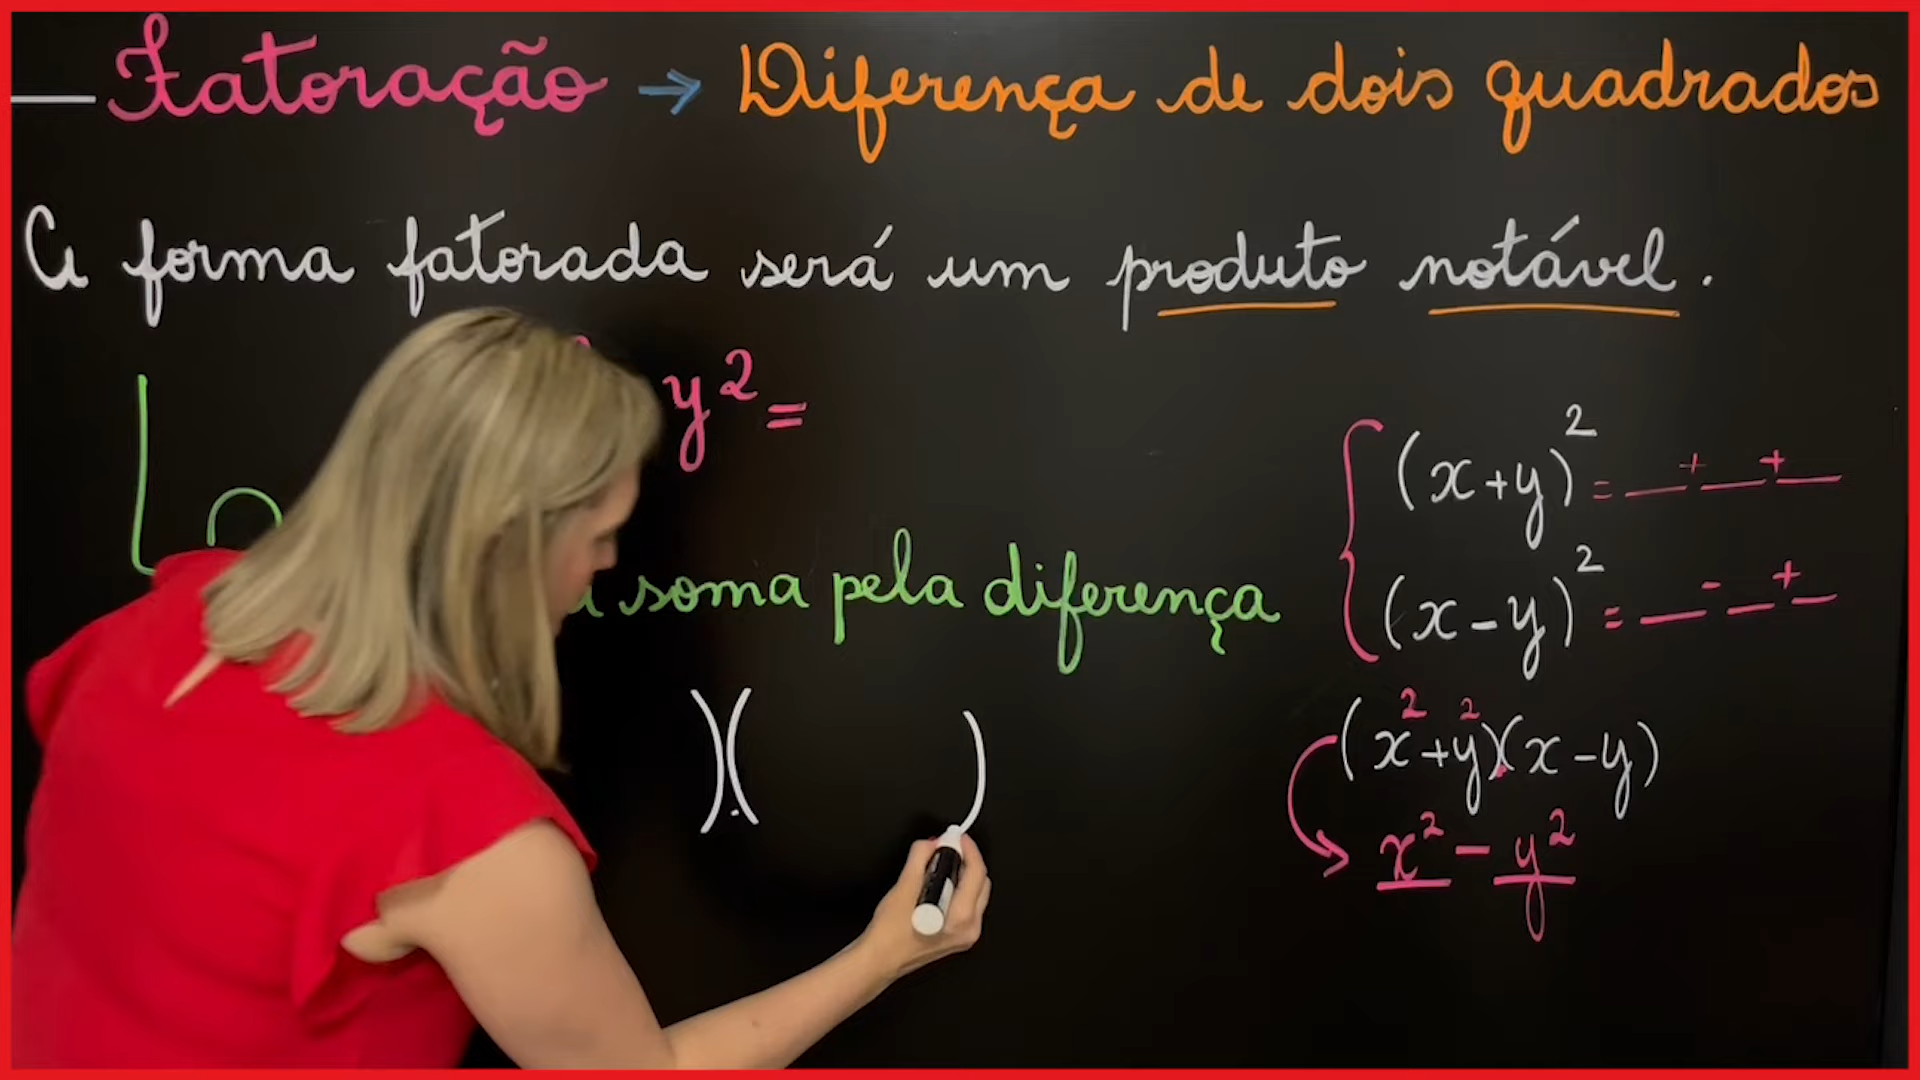 Fatoração → Diferença de dois quadrados
A forma fatorada será um produto notável.
y² =
soma pela diferença
)( )
(x+y)² = __ + __ + __
(x-y)² = __ - __ + __
(x²+y²)(x-y)
x² - y²